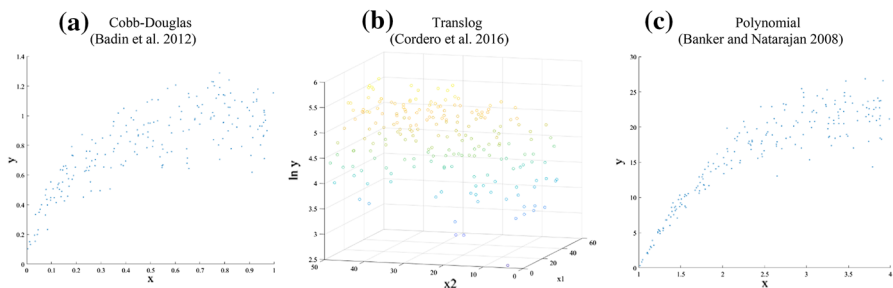 (a) Cobb-Douglas
(Badin et al. 2012)
1.4
1.2
1
0.8
0.6
0.4
0.2
0
y
0 0.1 0.2 0.3 0.4 0.5 0.6 0.7 0.8 0.9 1
x
(b) Translog
(Cordero et al. 2016)
6
5.5
5
4.5
4
3.5
3
2.5
ln y
50 40 30 20 10 0
x2
0 20 40 60
x1
(c) Polynomial
(Banker and Natarajan 2008)
30
25
20
15
10
5
0
y
1 1.5 2 2.5 3 3.5 4
x